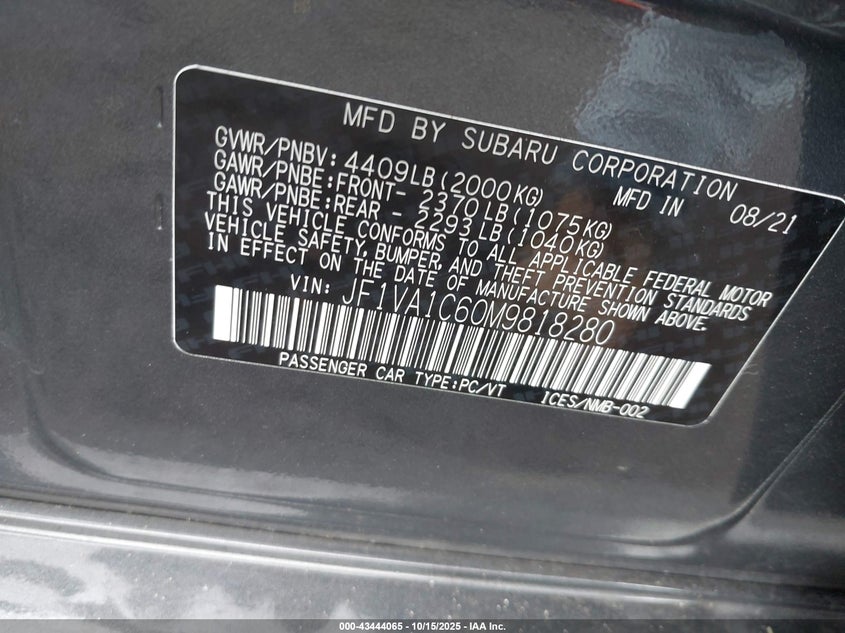 MFD BY SUBARU CORPORATION
GVWR/PNBV: 4409LB(2000KG) MFD IN 08/21
GAWR/PNBE:FRONT- 2370LB(1075KG)
GAWR/PNBE:REAR - 2293LB(1040KG)
THIS VEHICLE CONFORMS TO ALL APPLICABLE FEDERAL MOTOR
VEHICLE SAFETY, BUMPER, AND THEFT PREVENTION STANDARDS
IN EFFECT ON THE DATE OF MANUFACTURE SHOWN ABOVE.
VIN: JF1VA1C60M9818280
PASSENGER CAR TYPE:PC/VT ICES/NMB-002
000-43444065 - 10/15/2025 - IAA Inc.